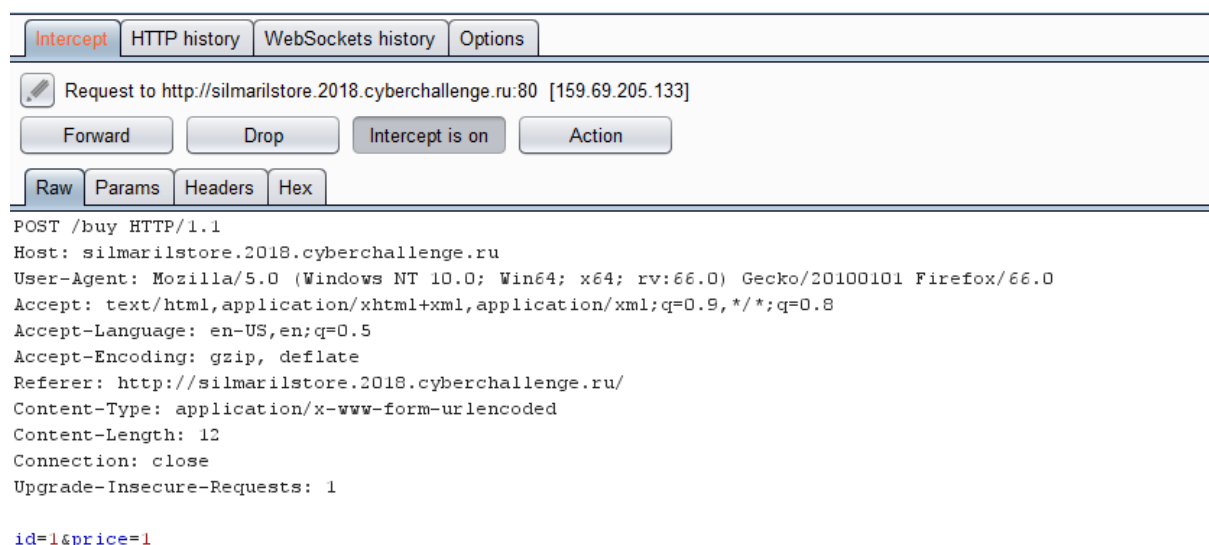 Intercept HTTP history WebSockets history Options
Request to http://silmarilstore.2018.cyberchallenge.ru:80 [159.69.205.133]
Forward Drop Intercept is on Action
Raw Params Headers Hex
POST /buy HTTP/1.1
Host: silmarilstore.2018.cyberchallenge.ru
User-Agent: Mozilla/5.0 (Windows NT 10.0; Win64; x64; rv:66.0) Gecko/20100101 Firefox/66.0
Accept: text/html,application/xhtml+xml,application/xml;q=0.9,*/*;q=0.8
Accept-Language: en-US,en;q=0.5
Accept-Encoding: gzip, deflate
Referer: http://silmarilstore.2018.cyberchallenge.ru/
Content-Type: application/x-www-form-urlencoded
Content-Length: 12
Connection: close
Upgrade-Insecure-Requests: 1
id=1&price=1